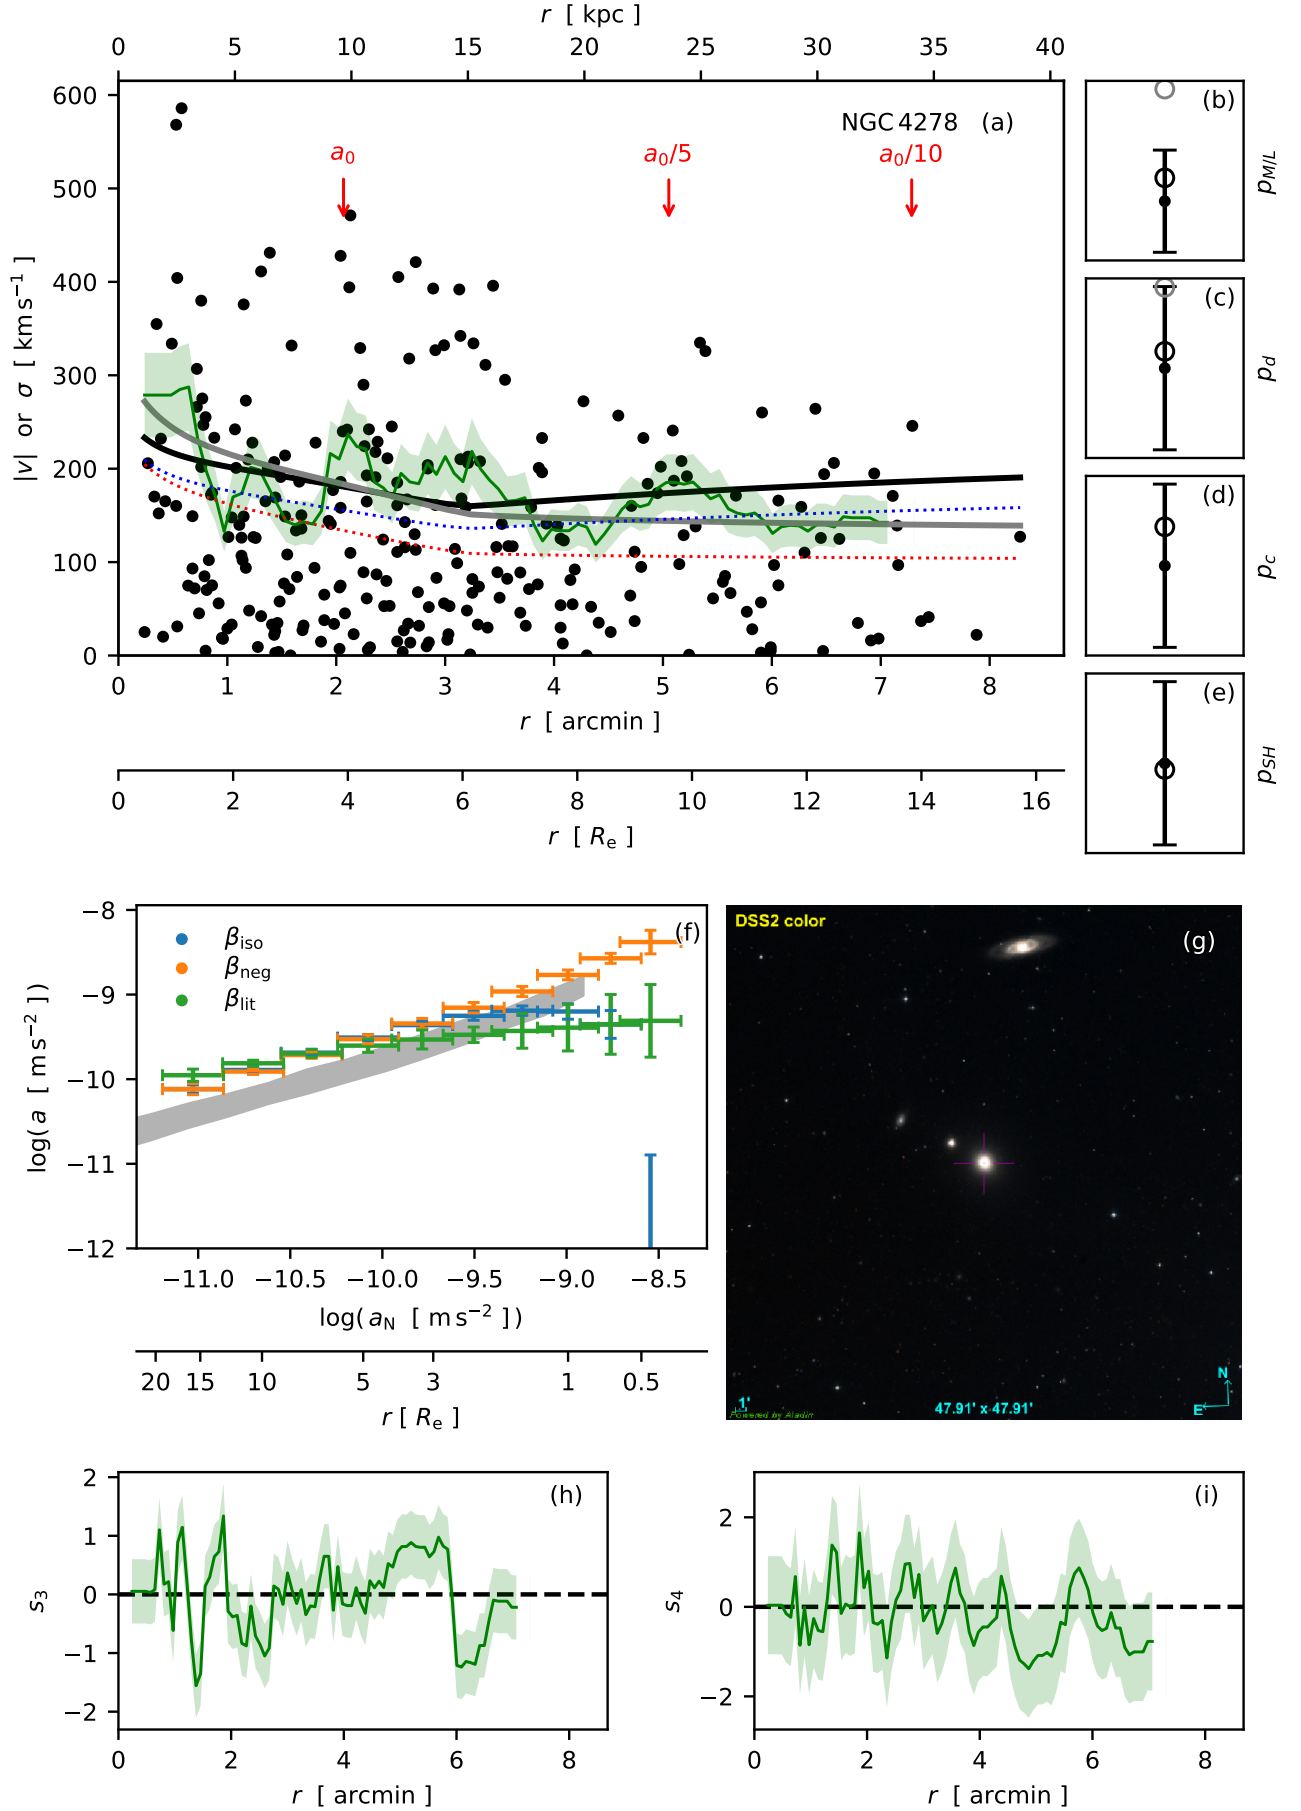 r [ kpc ]
0 5 10 15 20 25 30 35 40
NGC 4278 (a)
a₀ a₀/5 a₀/10
600
500
400
300
200
100
0
|v| or σ [ km s⁻¹ ]
0 1 2 3 4 5 6 7 8
r [ arcmin ]
0 2 4 6 8 10 12 14 16
r [ Rₑ ]
(b)
p_M/L
(c)
p_d
(d)
p_c
(e)
p_SH
−8
−9
−10
−11
−12
log( a [ m s⁻² ])
β_iso
β_neg
β_lit
(f)
−11.0 −10.5 −10.0 −9.5 −9.0 −8.5
log( a_N [ m s⁻² ])
20 15 10 5 3 1 0.5
r [ Rₑ ]
DSS2 color
(g)
N
E
1'
Powered by Aladin
47.91' x 47.91'
2
1
0
−1
−2
s₃
(h)
0 2 4 6 8
r [ arcmin ]
2
0
−2
s₄
(i)
0 2 4 6 8
r [ arcmin ]